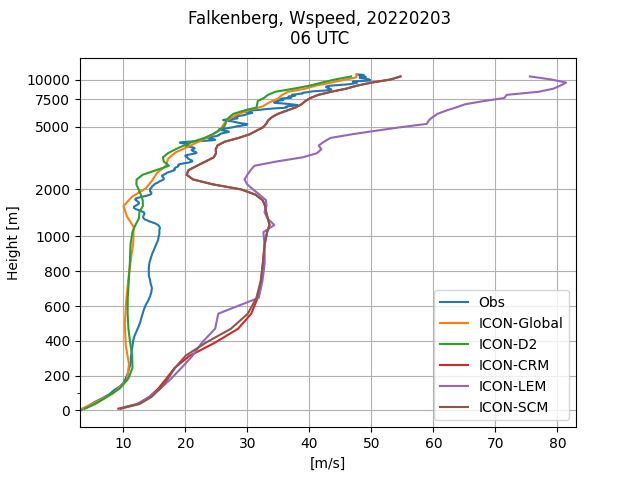 Falkenberg, Wspeed, 20220203
06 UTC
10000
7500
5000
2000
1000
800
600
400
200
0
Height [m]
Obs
ICON-Global
ICON-D2
ICON-CRM
ICON-LEM
ICON-SCM
10 20 30 40 50 60 70 80
[m/s]